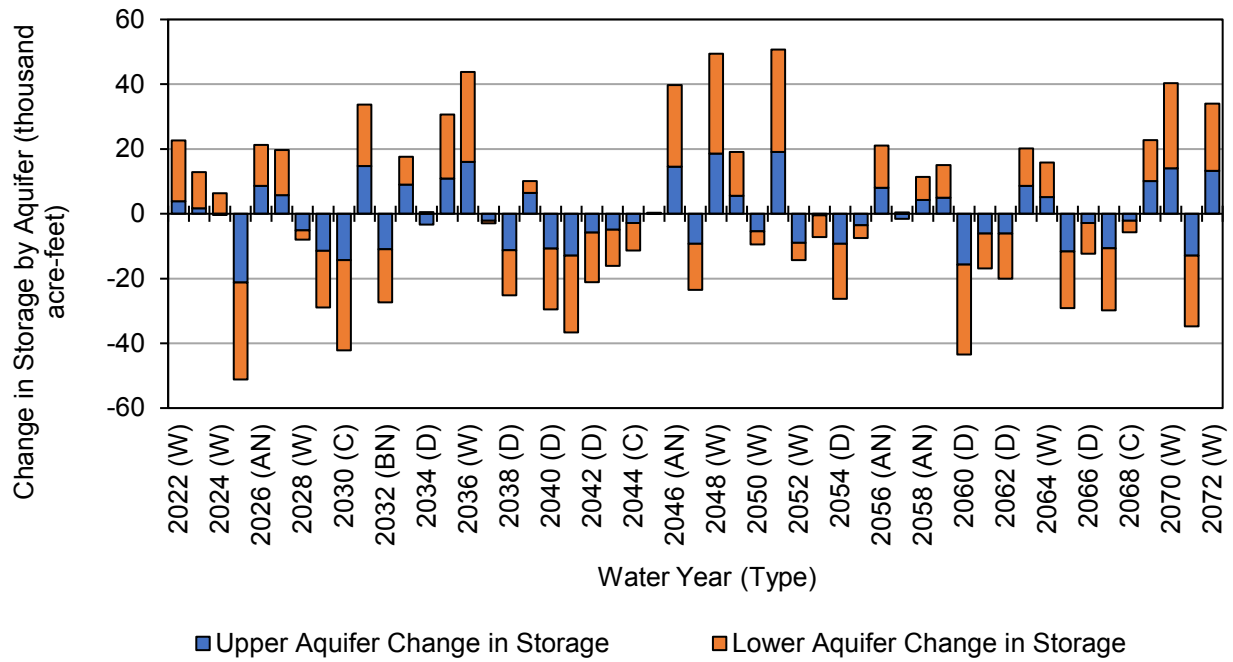 Change in Storage by Aquifer (thousand
acre-feet)
60
40
20
0
-20
-40
-60
2022 (W)
2024 (W)
2026 (AN)
2028 (W)
2030 (C)
2032 (BN)
2034 (D)
2036 (W)
2038 (D)
2040 (D)
2042 (D)
2044 (C)
2046 (AN)
2048 (W)
2050 (W)
2052 (W)
2054 (D)
2056 (AN)
2058 (AN)
2060 (D)
2062 (D)
2064 (W)
2066 (D)
2068 (C)
2070 (W)
2072 (W)
Water Year (Type)
Upper Aquifer Change in Storage
Lower Aquifer Change in Storage